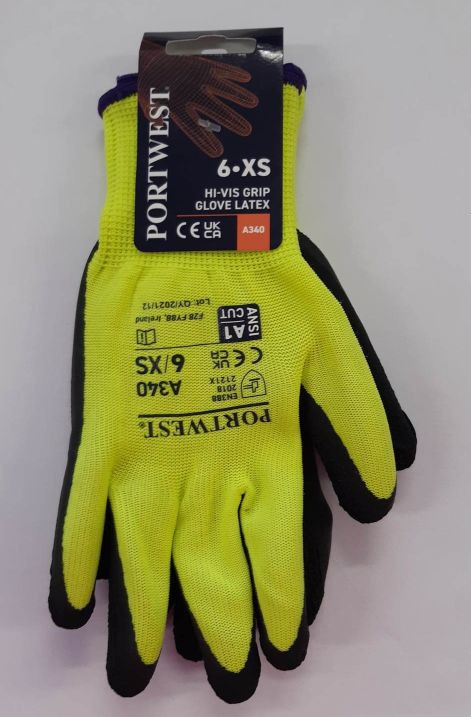 PORTWEST®
6•XS
HI-VIS GRIP
GLOVE LATEX
CE UK
CA
A340
PORTWEST®
EN388
2018
2121X
A340
6/XS
CE UK
CA
ANSI
CUT
A1
F28 FY88, Ireland
Lot: QY/2021/12